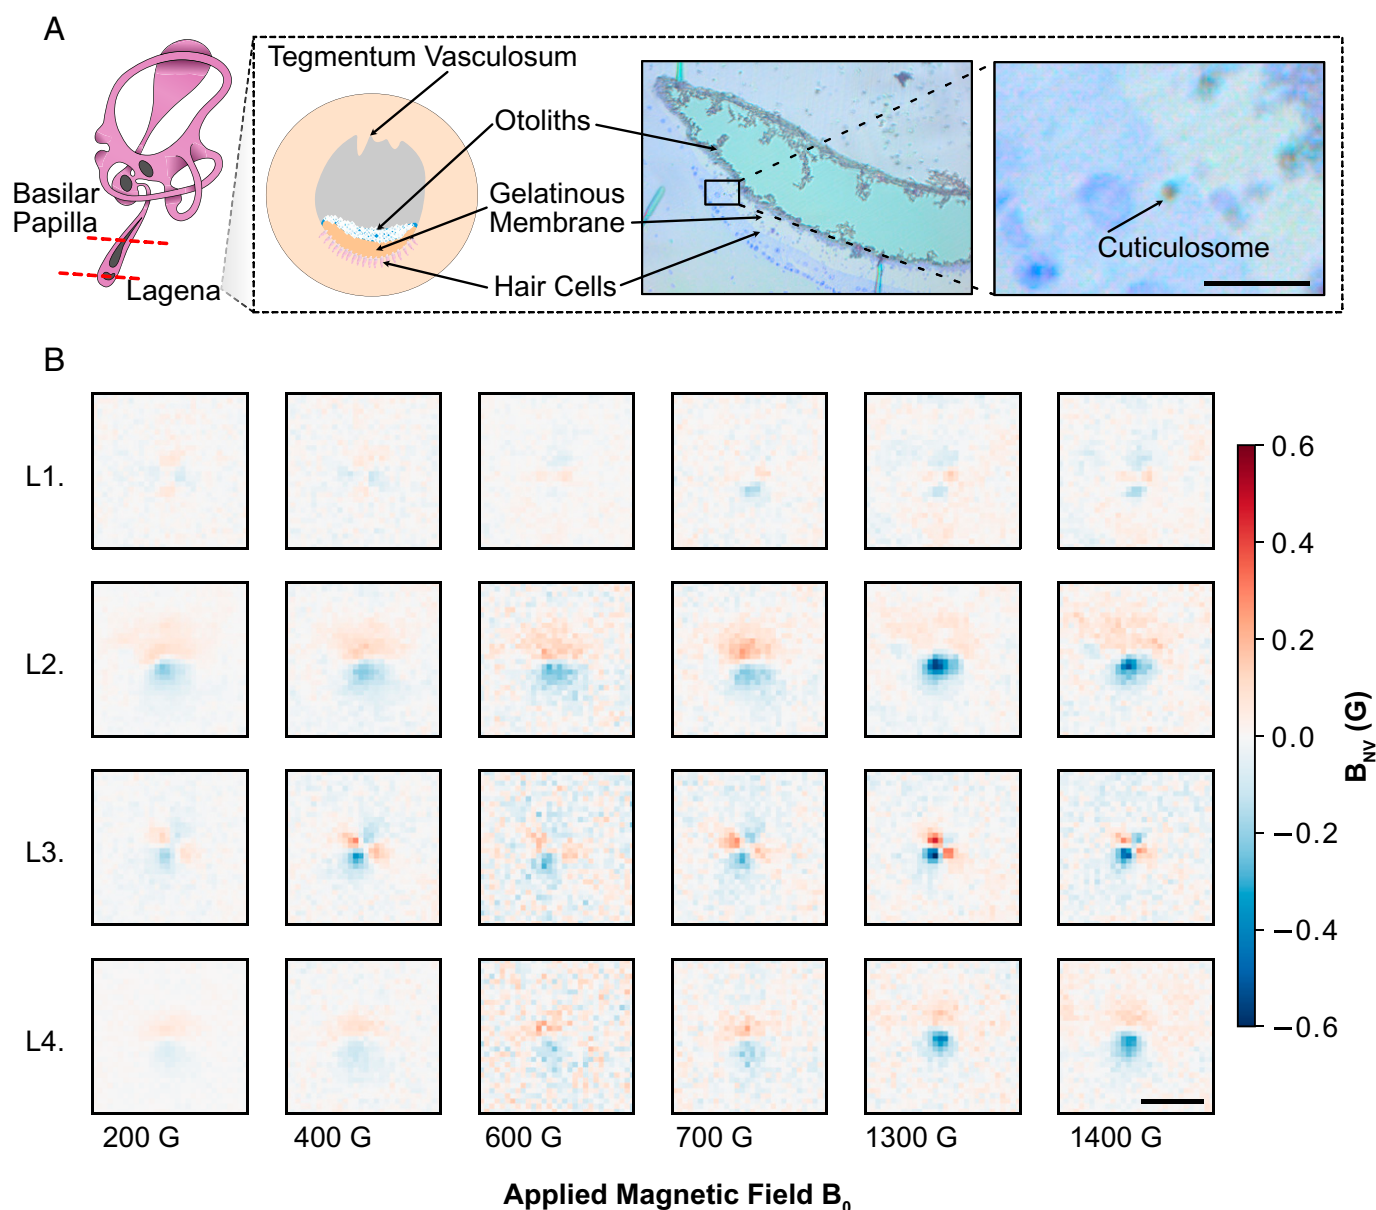 A
Tegmentum Vasculosum
Otoliths
Gelatinous
Membrane
Hair Cells
Basilar
Papilla
Lagena
Cuticulosome
B
L1.
L2.
L3.
L4.
0.6
0.4
0.2
0.0
−0.2
−0.4
−0.6
B_NV (G)
200 G 400 G 600 G 700 G 1300 G 1400 G
Applied Magnetic Field B_0